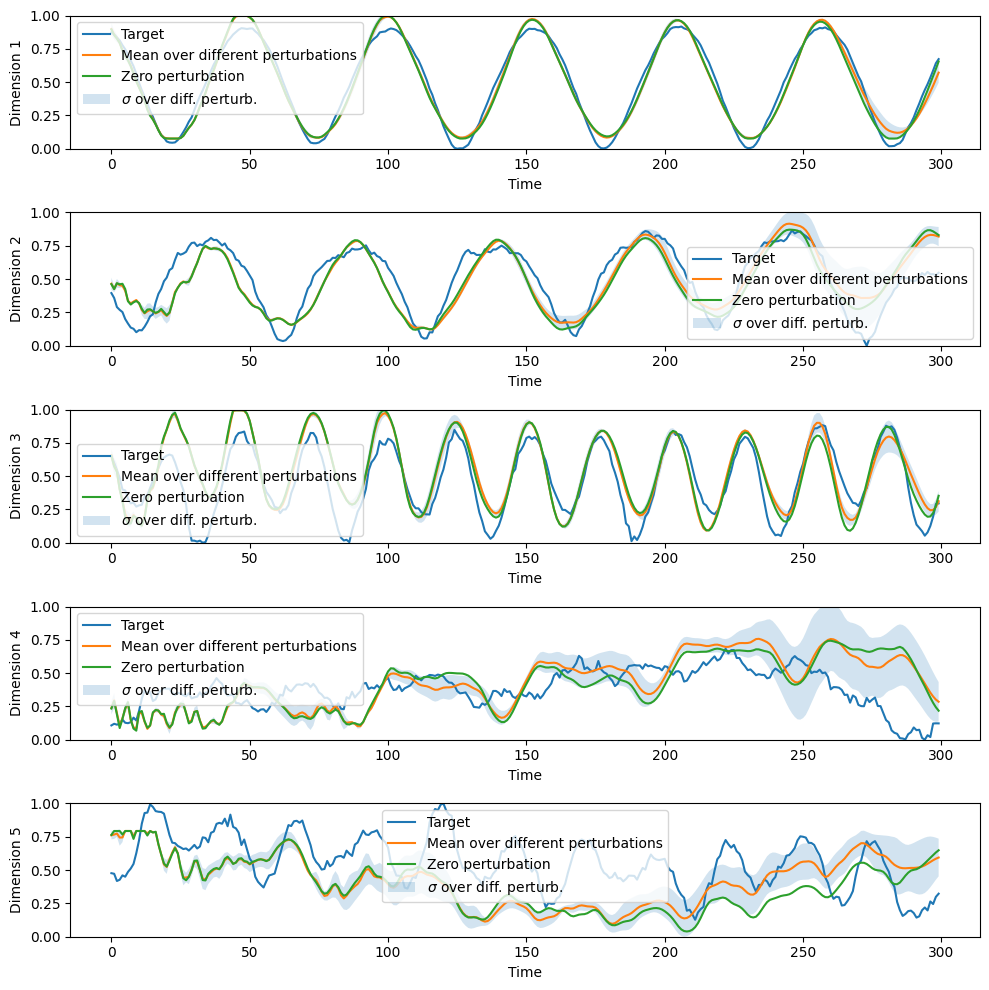 1.00
0.75
0.50
0.25
0.00
Dimension 1
Target
Mean over different perturbations
Zero perturbation
σ over diff. perturb.
0 50 100 150 200 250 300
Time
1.00
0.75
0.50
0.25
0.00
Dimension 2
Target
Mean over different perturbations
Zero perturbation
σ over diff. perturb.
0 50 100 150 200 250 300
Time
1.00
0.75
0.50
0.25
0.00
Dimension 3
Target
Mean over different perturbations
Zero perturbation
σ over diff. perturb.
0 50 100 150 200 250 300
Time
1.00
0.75
0.50
0.25
0.00
Dimension 4
Target
Mean over different perturbations
Zero perturbation
σ over diff. perturb.
0 50 100 150 200 250 300
Time
1.00
0.75
0.50
0.25
0.00
Dimension 5
Target
Mean over different perturbations
Zero perturbation
σ over diff. perturb.
0 50 100 150 200 250 300
Time